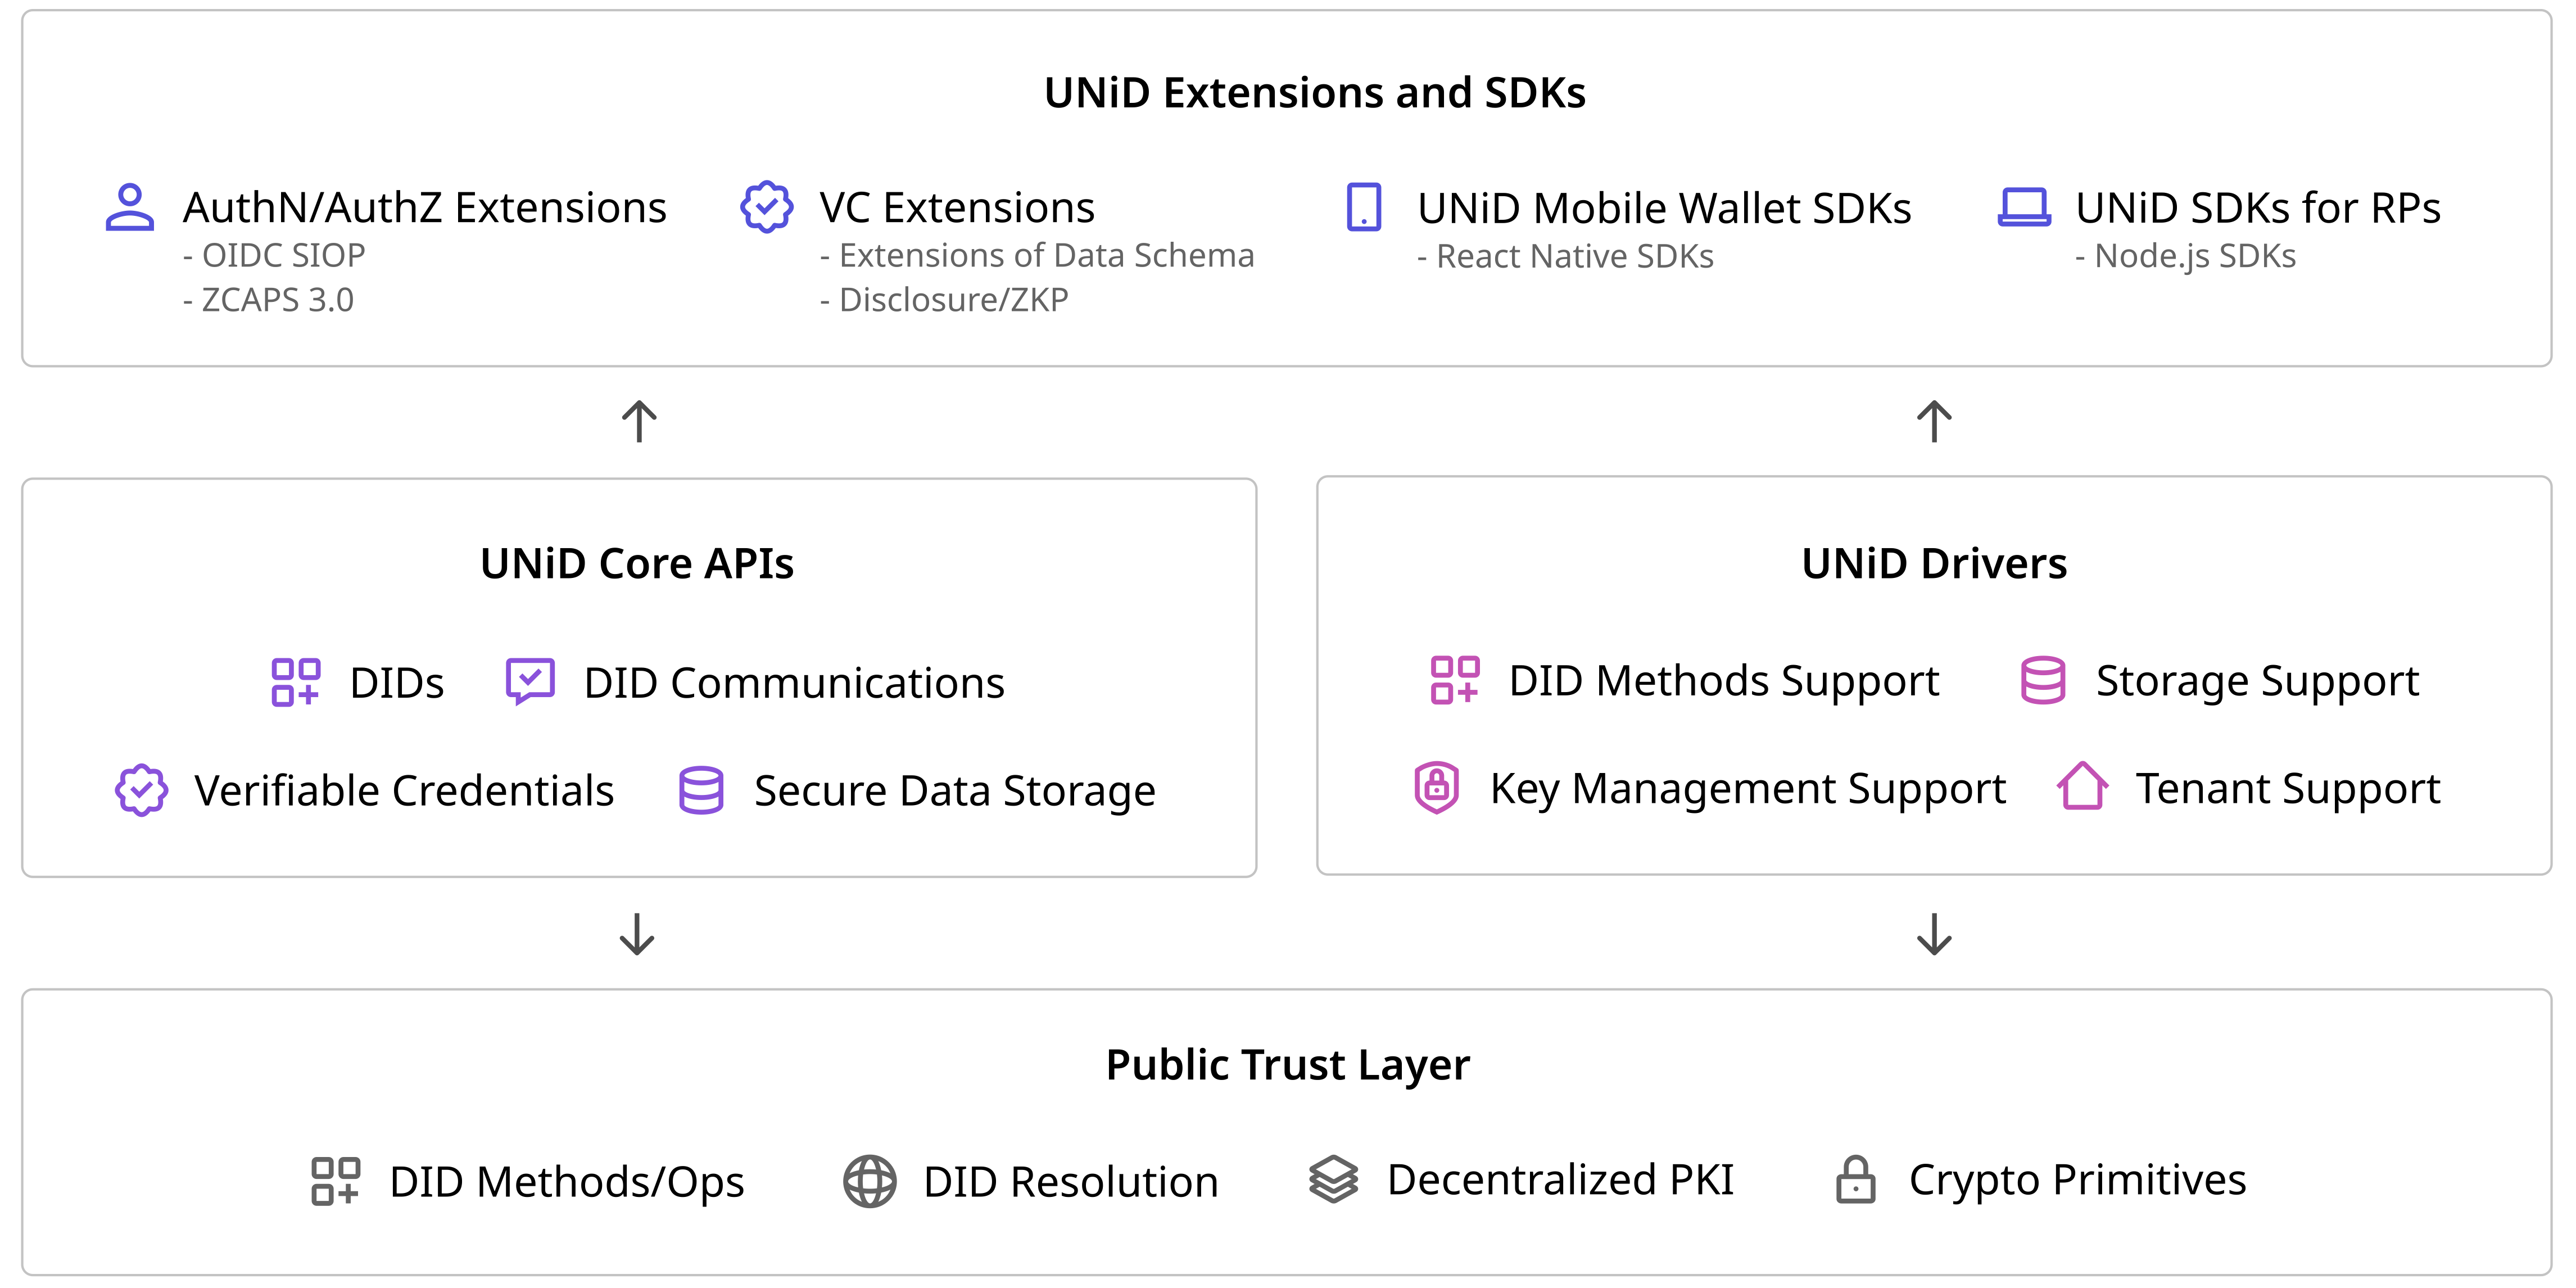 UNiD Extensions and SDKs
AuthN/AuthZ Extensions
- OIDC SIOP
- ZCAPS 3.0
VC Extensions
- Extensions of Data Schema
- Disclosure/ZKP
UNiD Mobile Wallet SDKs
- React Native SDKs
UNiD SDKs for RPs
- Node.js SDKs
UNiD Core APIs
DIDs
DID Communications
Verifiable Credentials
Secure Data Storage
UNiD Drivers
DID Methods Support
Storage Support
Key Management Support
Tenant Support
Public Trust Layer
DID Methods/Ops
DID Resolution
Decentralized PKI
Crypto Primitives